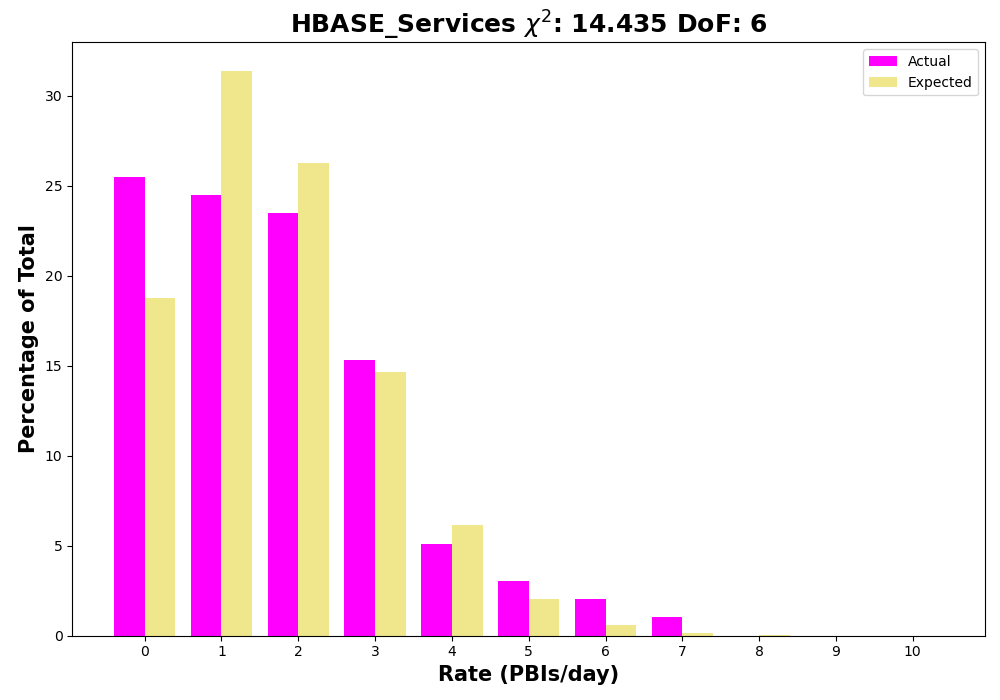 HBASE_Services χ²: 14.435 DoF: 6
Actual
Expected
Percentage of Total
30
25
20
15
10
5
0
0 1 2 3 4 5 6 7 8 9 10
Rate (PBIs/day)